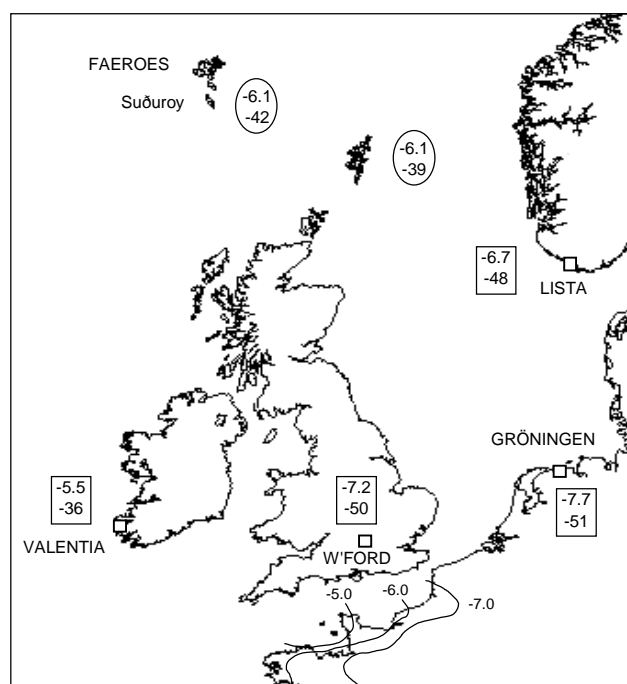 FAEROES
Suðuroy
-6.1
-42
-6.1
-39
-6.7
-48
LISTA
GRÖNINGEN
-7.7
-51
-5.5
-36
VALENTIA
-7.2
-50
W'FORD
-5.0
-6.0
-7.0